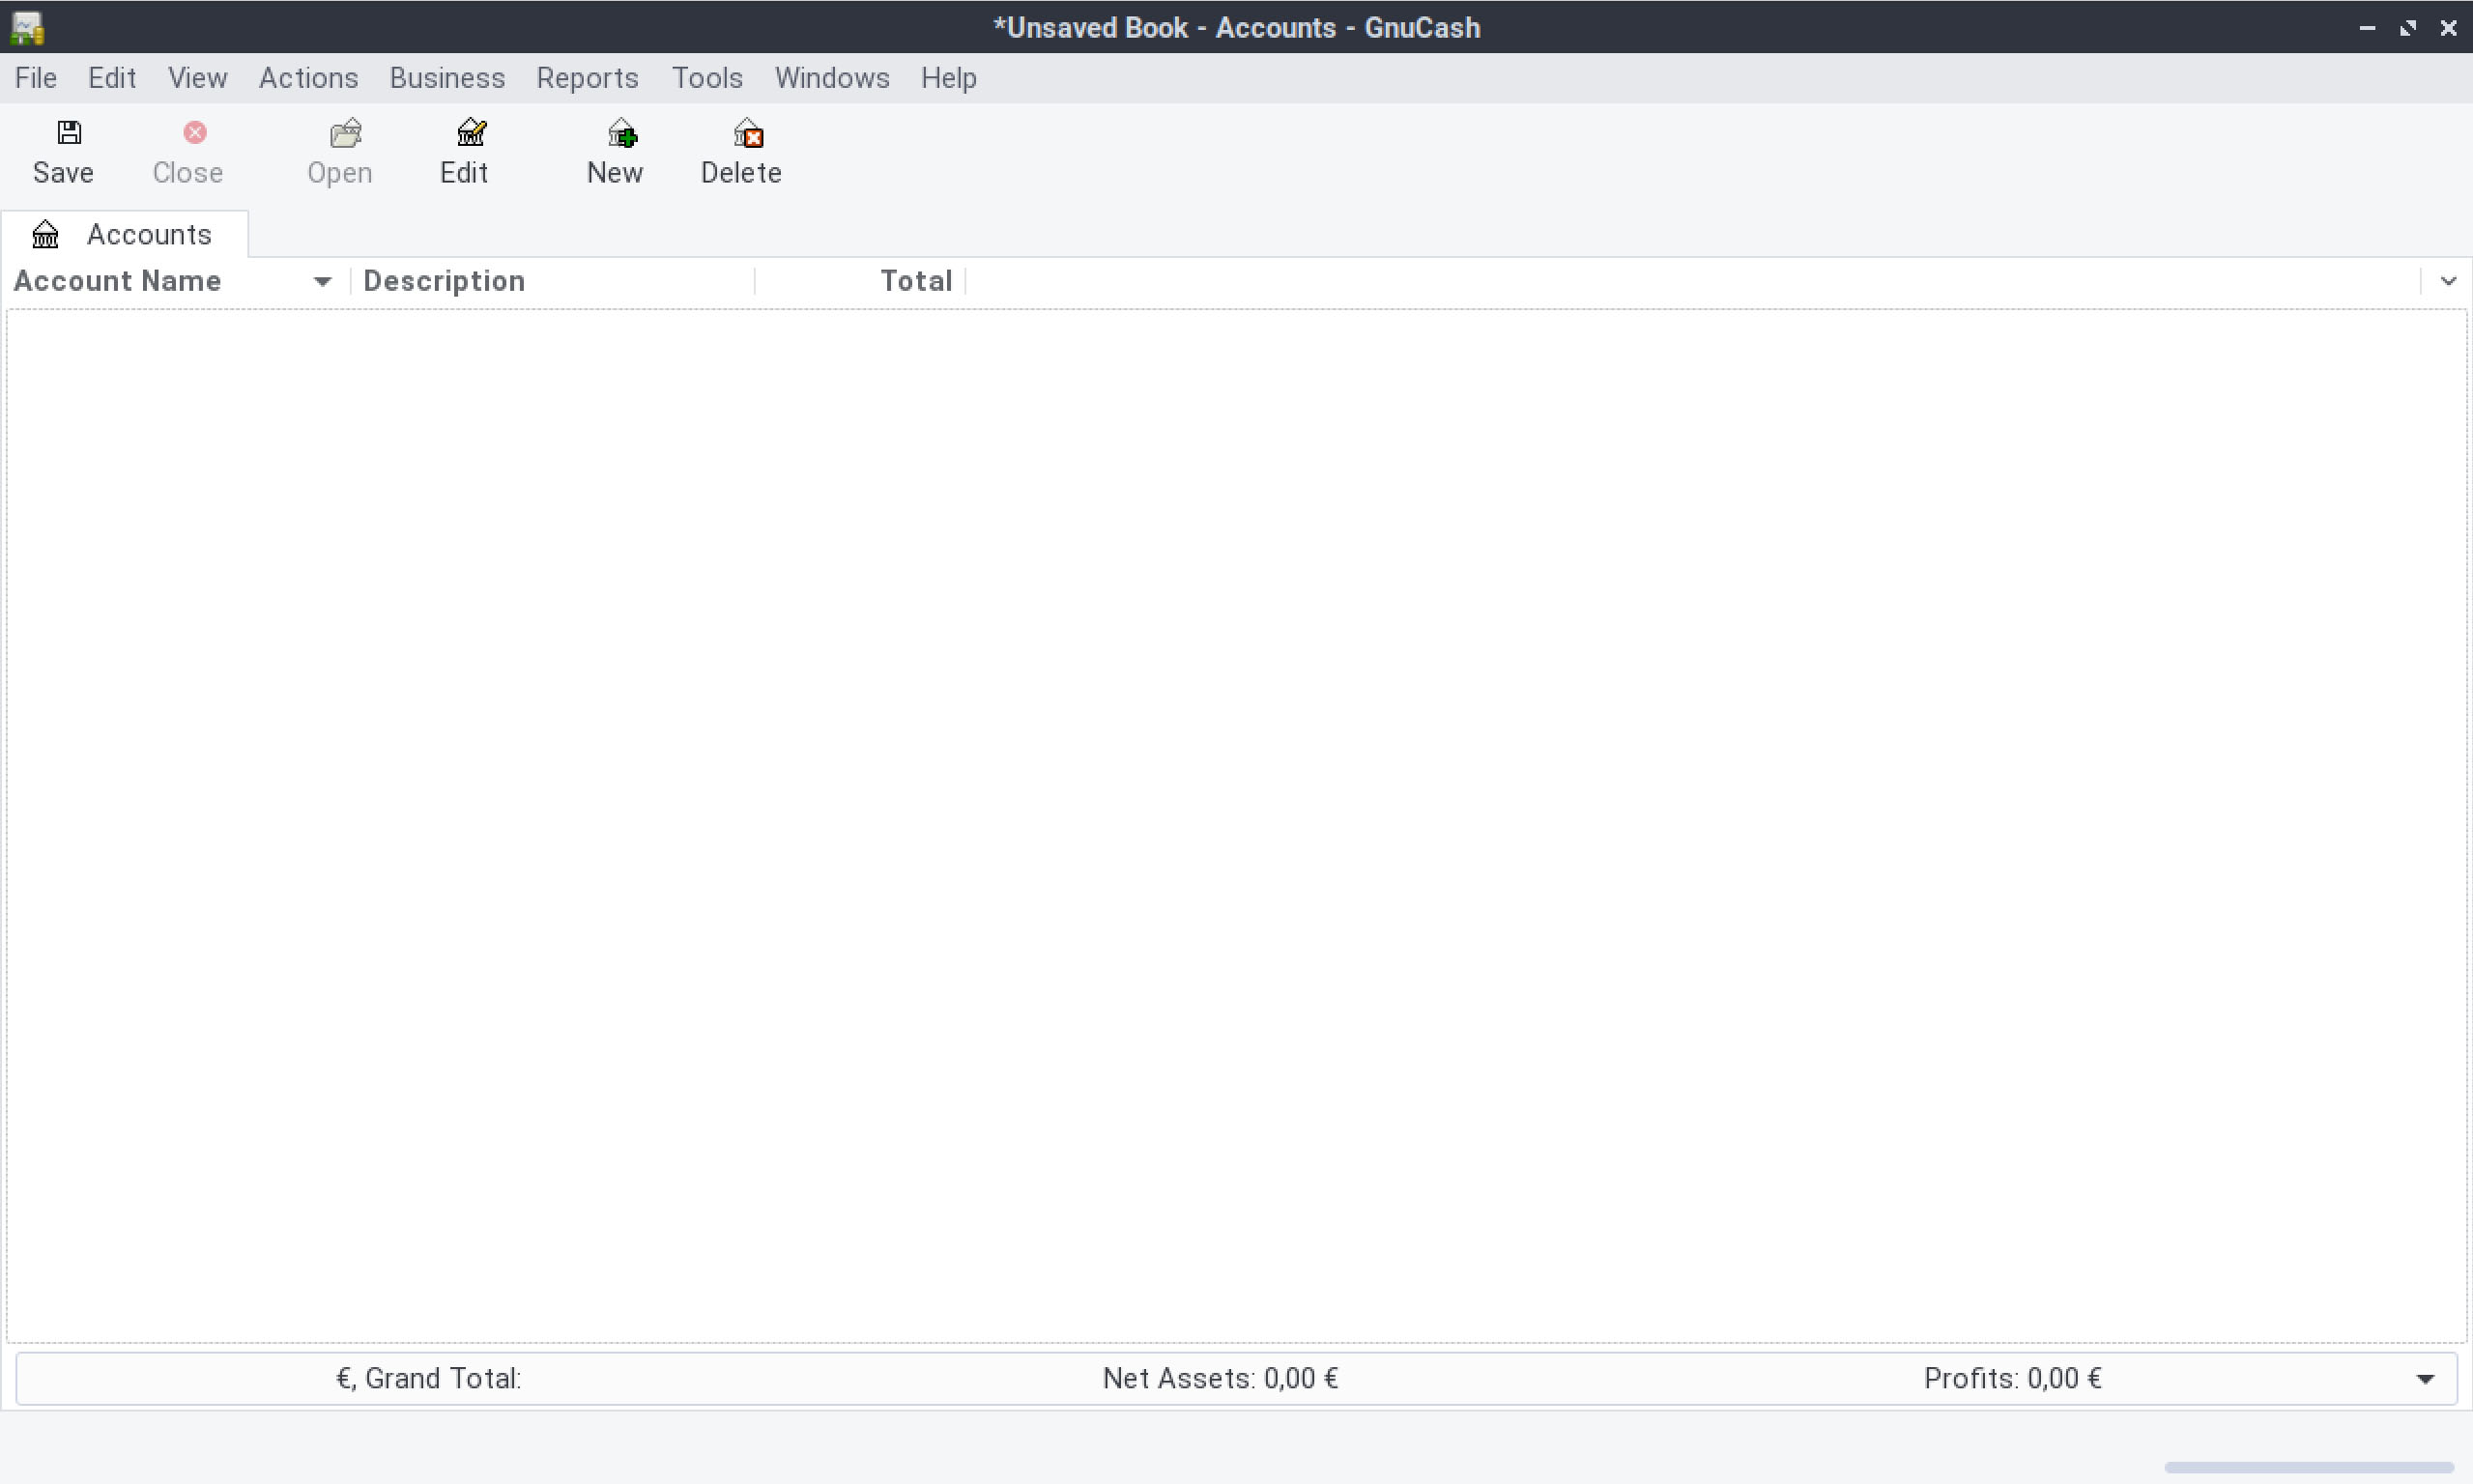 *Unsaved Book - Accounts - GnuCash
File Edit View Actions Business Reports Tools Windows Help
Save Close Open Edit New Delete
Accounts
Account Name Description Total
€, Grand Total: Net Assets: 0,00 € Profits: 0,00 €